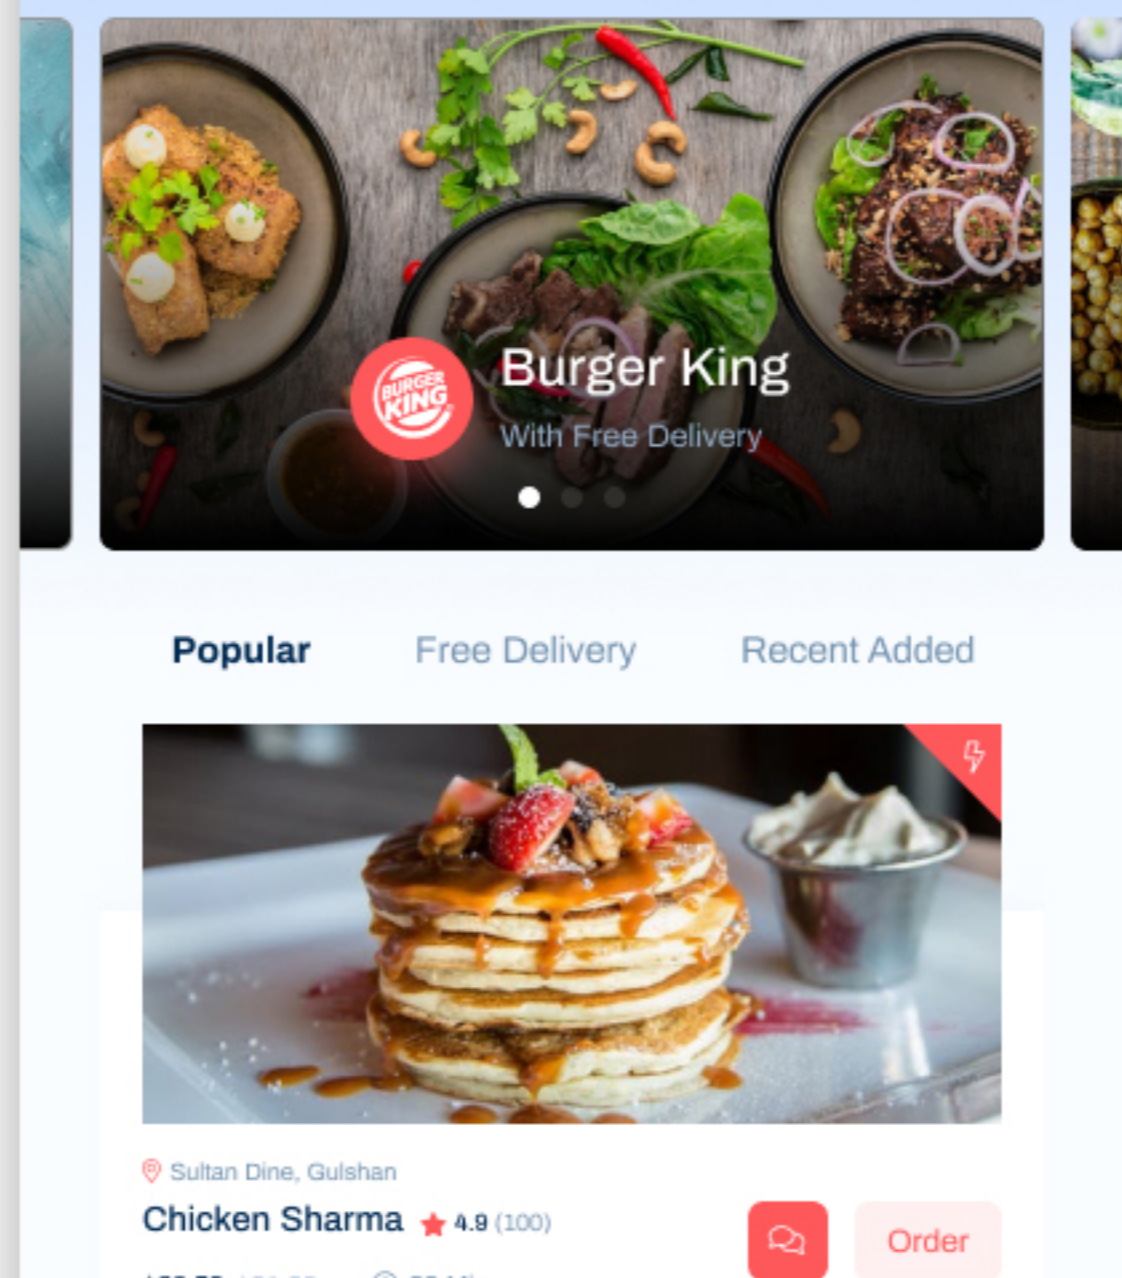 BURGER
KING
Burger King
With Free Delivery
Popular
Free Delivery
Recent Added
Sultan Dine, Gulshan
Chicken Sharma
4.9 (100)
Order